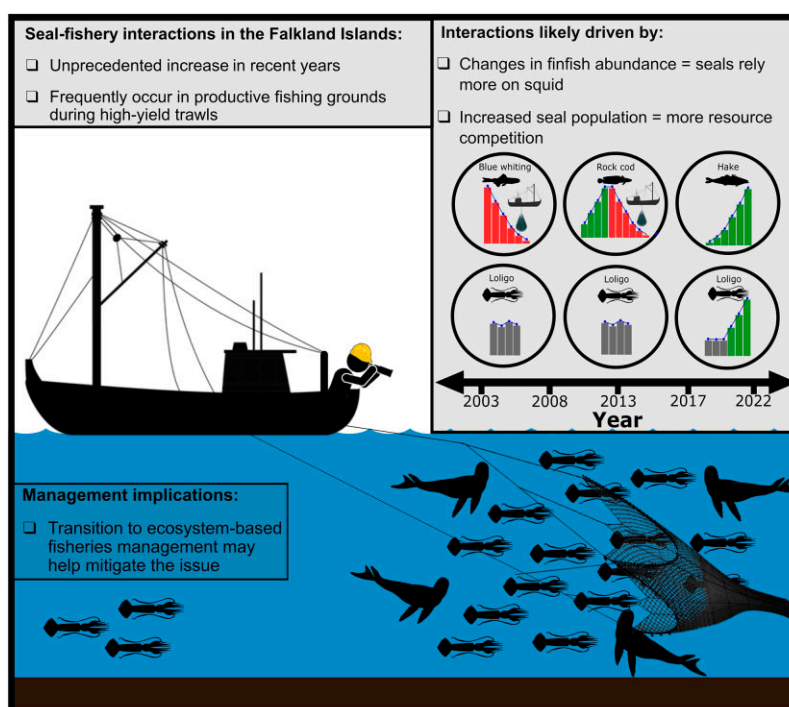 Seal-fishery interactions in the Falkland Islands:
❑ Unprecedented increase in recent years
❑ Frequently occur in productive fishing grounds
during high-yield trawls
Interactions likely driven by:
❑ Changes in finfish abundance = seals rely
more on squid
❑ Increased seal population = more resource
competition
Blue whiting
Rock cod
Hake
Loligo
Loligo
Loligo
2003 2008 2013 2017 2022
Year
Management implications:
❑ Transition to ecosystem-based
fisheries management may
help mitigate the issue